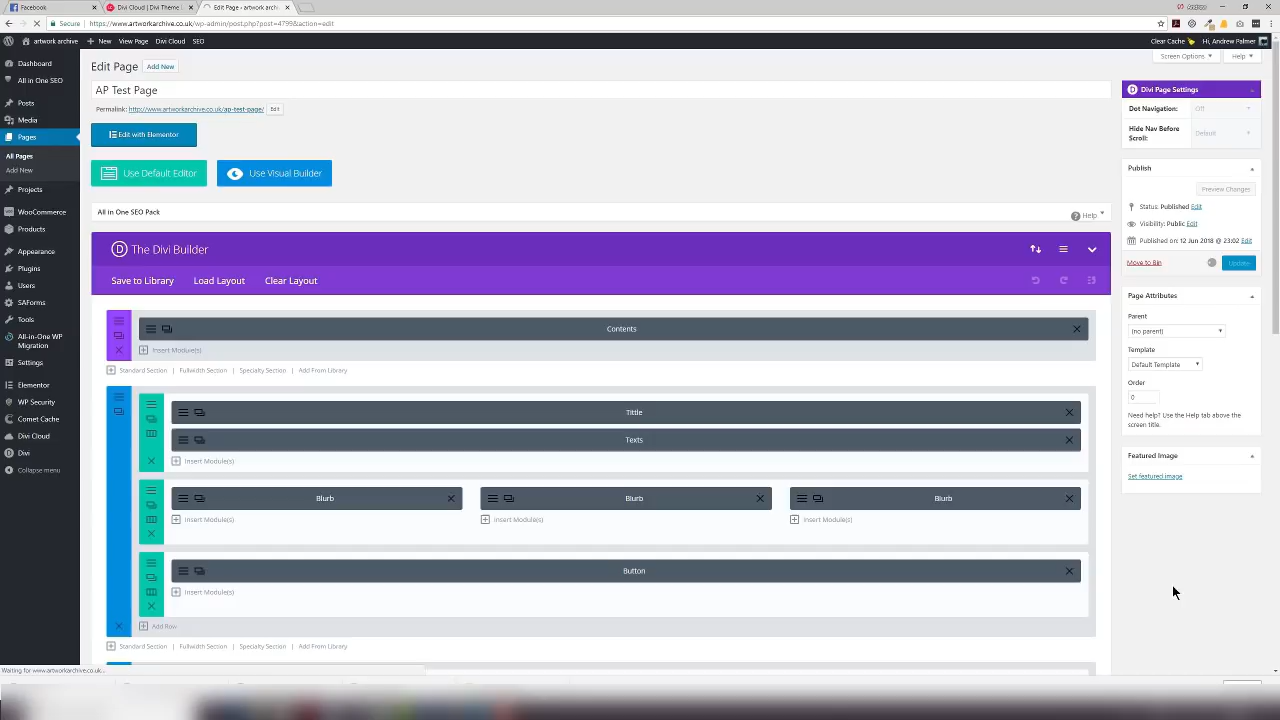 Facebook
Divi Cloud | Divi Theme
Edit Page ‹ artwork archi
Secure
https://www.artworkarchive.co.uk/wp-admin/post.php?post=4799&action=edit
artwork archive
New
View Page
Divi Cloud
SEO
Clear Cache
Hi, Andrew Palmer
Dashboard
All in One SEO
Posts
Media
Pages
All Pages
Add New
Projects
WooCommerce
Products
Appearance
Plugins
Users
SAForms
Tools
All-in-One WP
Migration
Settings
Elementor
WP Security
Comet Cache
Divi Cloud
Divi
Collapse menu
Screen Options
Help
Edit Page
Add New
AP Test Page
Permalink: http://www.artworkarchive.co.uk/ap-test-page/
Edit
Edit with Elementor
Use Default Editor
Use Visual Builder
All in One SEO Pack
Help
The Divi Builder
Save to Library
Load Layout
Clear Layout
Contents
Insert Module(s)
Standard Section | Fullwidth Section | Specialty Section | Add From Library
Tittle
Texts
Insert Module(s)
Blurb
Blurb
Blurb
Insert Module(s)
Insert Module(s)
Insert Module(s)
Button
Insert Module(s)
Add Row
Standard Section | Fullwidth Section | Specialty Section | Add From Library
Divi Page Settings
Dot Navigation:
Off
Hide Nav Before
Scroll:
Default
Publish
Preview Changes
Status: Published Edit
Visibility: Public Edit
Published on: 12 Jun 2018 @ 23:02 Edit
Move to Bin
Update
Page Attributes
Parent
(no parent)
Template
Default Template
Order
0
Need help? Use the Help tab above the
screen title.
Featured Image
Set featured image
Waiting for www.artworkarchive.co.uk...